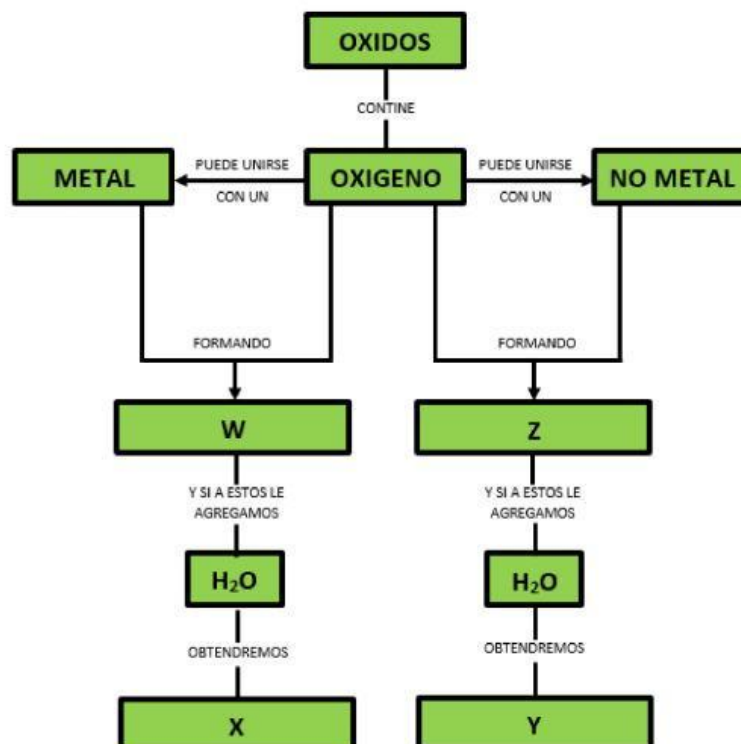 OXIDOS
CONTINE
METAL
PUEDE UNIRSE
CON UN
OXIGENO
PUEDE UNIRSE
CON UN
NO METAL
FORMANDO
FORMANDO
W
Z
Y SI A ESTOS LE
AGREGAMOS
Y SI A ESTOS LE
AGREGAMOS
H₂O
H₂O
OBTENDREMOS
OBTENDREMOS
X
Y